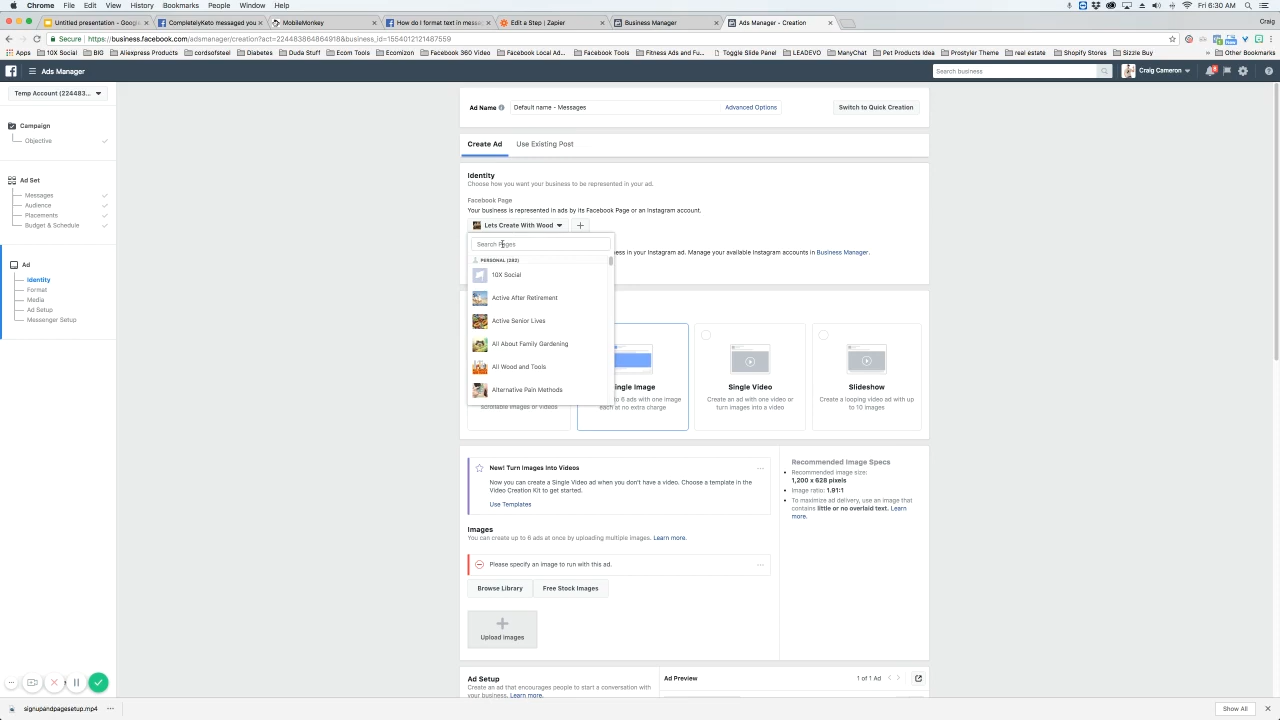 Chrome File Edit View History Bookmarks People Window Help
Fri 6:30 AM
Untitled presentation - Goog
CompletelyKeto messaged you
MobileMonkey
How do I format text in messe
Edit a Step | Zapier
Business Manager
Ads Manager - Creation
Craig
Secure https://business.facebook.com/adsmanager/creation?act=224483864864918&business_id=1554012121487559
Apps 10X Social BIG Aliexpress Products cordsofsteel Diabetes Duda Stuff Ecom Tools Ecomizon Facebook 360 Video Facebook Local Ad... Facebook Tools Fitness Ads and Fu... Toggle Slide Panel LEADEVO ManyChat Pet Products Idea Prostyler Theme real estate Shopify Stores Sizzle Buy Other Bookmarks
Ads Manager
Search business
Craig Cameron
Temp Account (224483...
Campaign
Objective
Ad Set
Messages
Audience
Placements
Budget & Schedule
Ad
Identity
Format
Media
Ad Setup
Messenger Setup
Ad Name Default name - Messages Advanced Options Switch to Quick Creation
Create Ad Use Existing Post
Identity
Choose how you want your business to be represented in your ad.
Facebook Page
Your business is represented in ads by its Facebook Page or an Instagram account.
Lets Create With Wood
Search Pages
ness in your Instagram ad. Manage your available Instagram accounts in Business Manager.
PERSONAL (282)
10X Social
Active After Retirement
Active Senior Lives
All About Family Gardening
All Wood and Tools
Alternative Pain Methods
scrollable images or videos
ingle Image
to 6 ads with one image
each at no extra charge
Single Video
Create an ad with one video or
turn images into a video
Slideshow
Create a looping video ad with up
to 10 images
New! Turn Images Into Videos
Now you can create a Single Video ad when you don't have a video. Choose a template in the
Video Creation Kit to get started.
Use Templates
Recommended Image Specs
Recommended image size:
1,200 x 628 pixels
Image ratio: 1.91:1
To maximize ad delivery, use an image that
contains little or no overlaid text. Learn
more.
Images
You can create up to 6 ads at once by uploading multiple images. Learn more.
Please specify an image to run with this ad.
Browse Library Free Stock Images
Upload Images
Ad Setup
Create an ad that encourages people to start a conversation with
your business. Learn more.
Ad Preview 1 of 1 Ad
signupandpagesetup.mp4
Show All